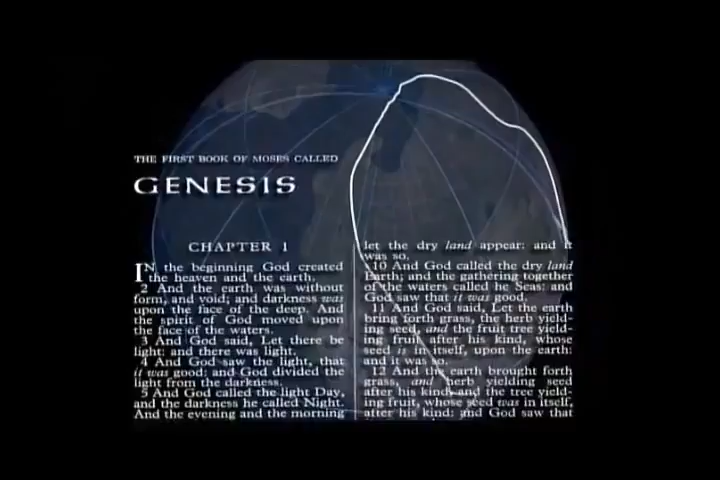 THE FIRST BOOK OF MOSES CALLED
GENESIS
CHAPTER 1
IN the beginning God created
the heaven and the earth.
2 And the earth was without
form, and void; and darkness was
upon the face of the deep. And
the spirit of God moved upon
the face of the waters.
3 And God said, Let there be
light: and there was light.
4 And God saw the light, that
it was good: and God divided the
light from the darkness.
5 And God called the light Day,
and the darkness he called Night.
And the evening and the morning
let the dry land appear: and it
was so.
10 And God called the dry land
Earth; and the gathering together
of the waters called he Seas: and
God saw that it was good.
11 And God said, Let the earth
bring forth grass, the herb yield-
ing seed, and the fruit tree yield-
ing fruit after his kind, whose
seed is in itself, upon the earth:
and it was so.
12 And the earth brought forth
grass, and herb yielding seed
after his kind, and the tree yield-
ing fruit, whose seed was in itself,
after his kind: and God saw that